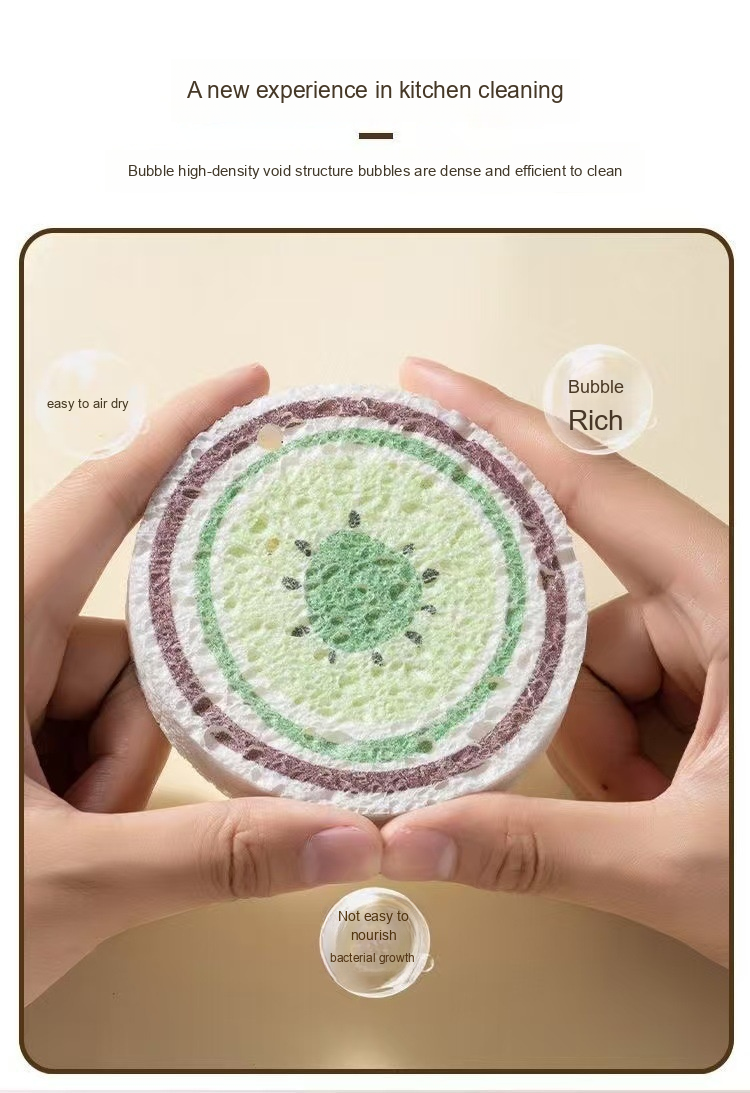 A new experience in kitchen cleaning
Bubble high-density void structure bubbles are dense and efficient to clean
easy to air dry
Bubble
Rich
Not easy to
nourish
bacterial growth